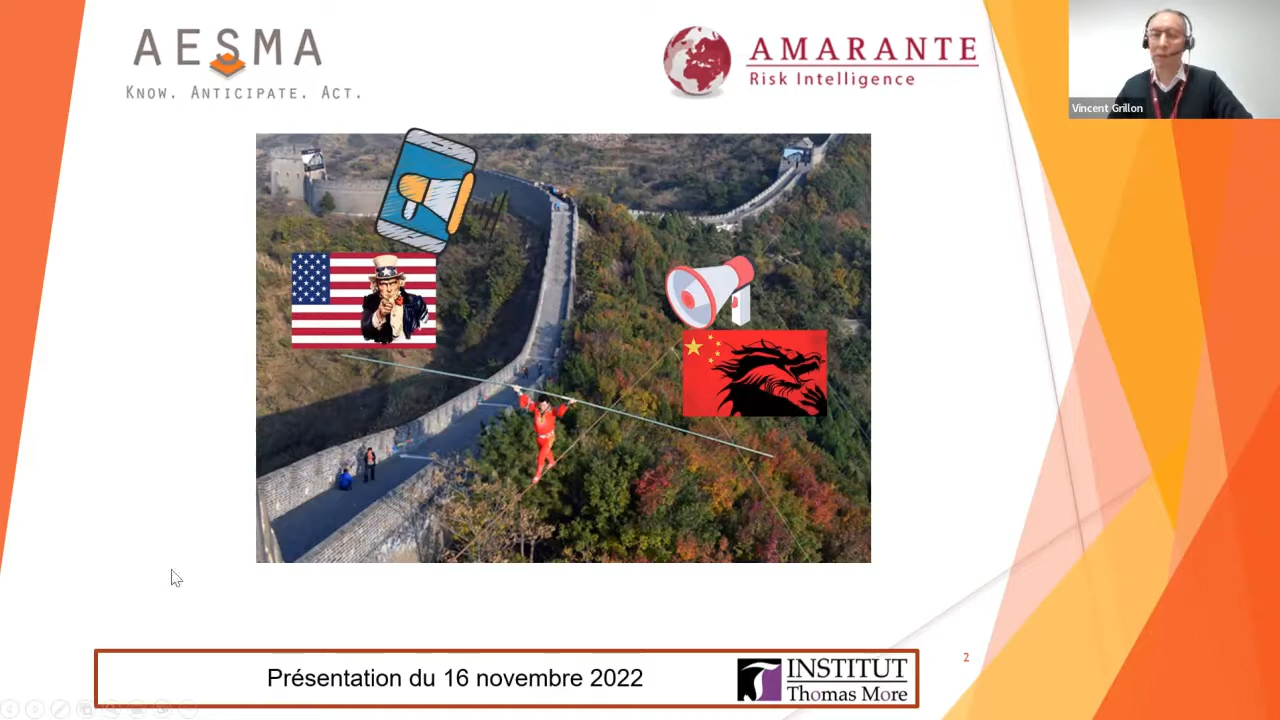 AESMA
KNOW. ANTICIPATE. ACT.
AMARANTE
Risk Intelligence
Vincent Grillon
Présentation du 16 novembre 2022
INSTITUT
Thomas More
2